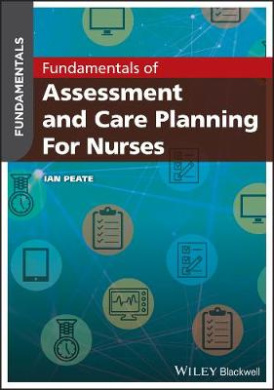 FUNDAMENTALS
Fundamentals of
Assessment
and Care Planning
For Nurses
IAN PEATE
WILEY Blackwell